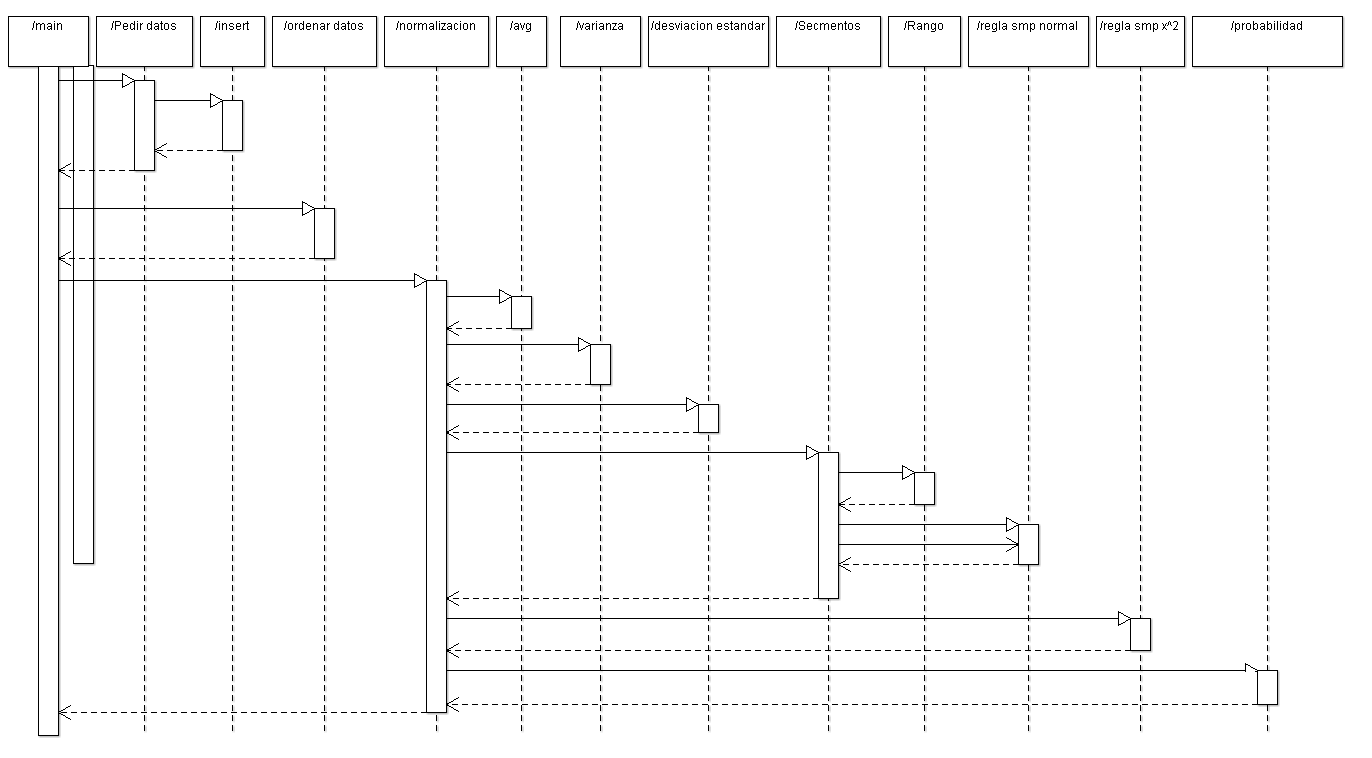 /main
/Pedir datos
/insert
/ordenar datos
/normalizacion
/avg
/varianza
/desviacion estandar
/Secmentos
/Rango
/regla smp normal
/regla smp x^2
/probabilidad